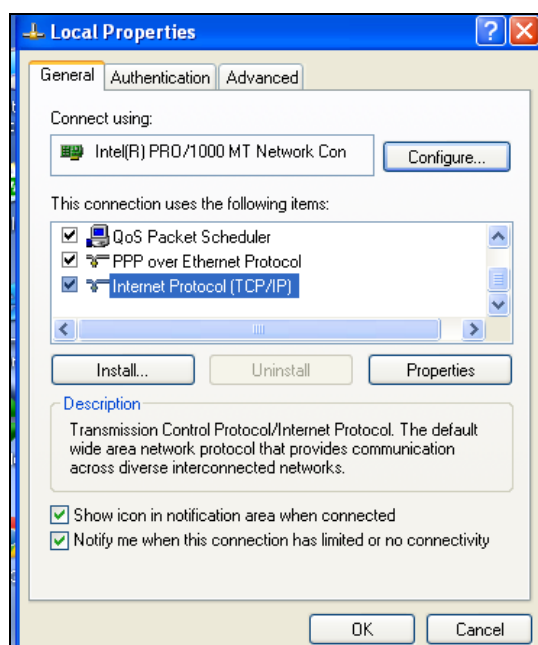 Local Properties
General Authentication Advanced
Connect using:
Intel(R) PRO/1000 MT Network Con
Configure...
This connection uses the following items:
QoS Packet Scheduler
PPP over Ethernet Protocol
Internet Protocol (TCP/IP)
Install... Uninstall Properties
Description
Transmission Control Protocol/Internet Protocol. The default
wide area network protocol that provides communication
across diverse interconnected networks.
Show icon in notification area when connected
Notify me when this connection has limited or no connectivity
OK Cancel